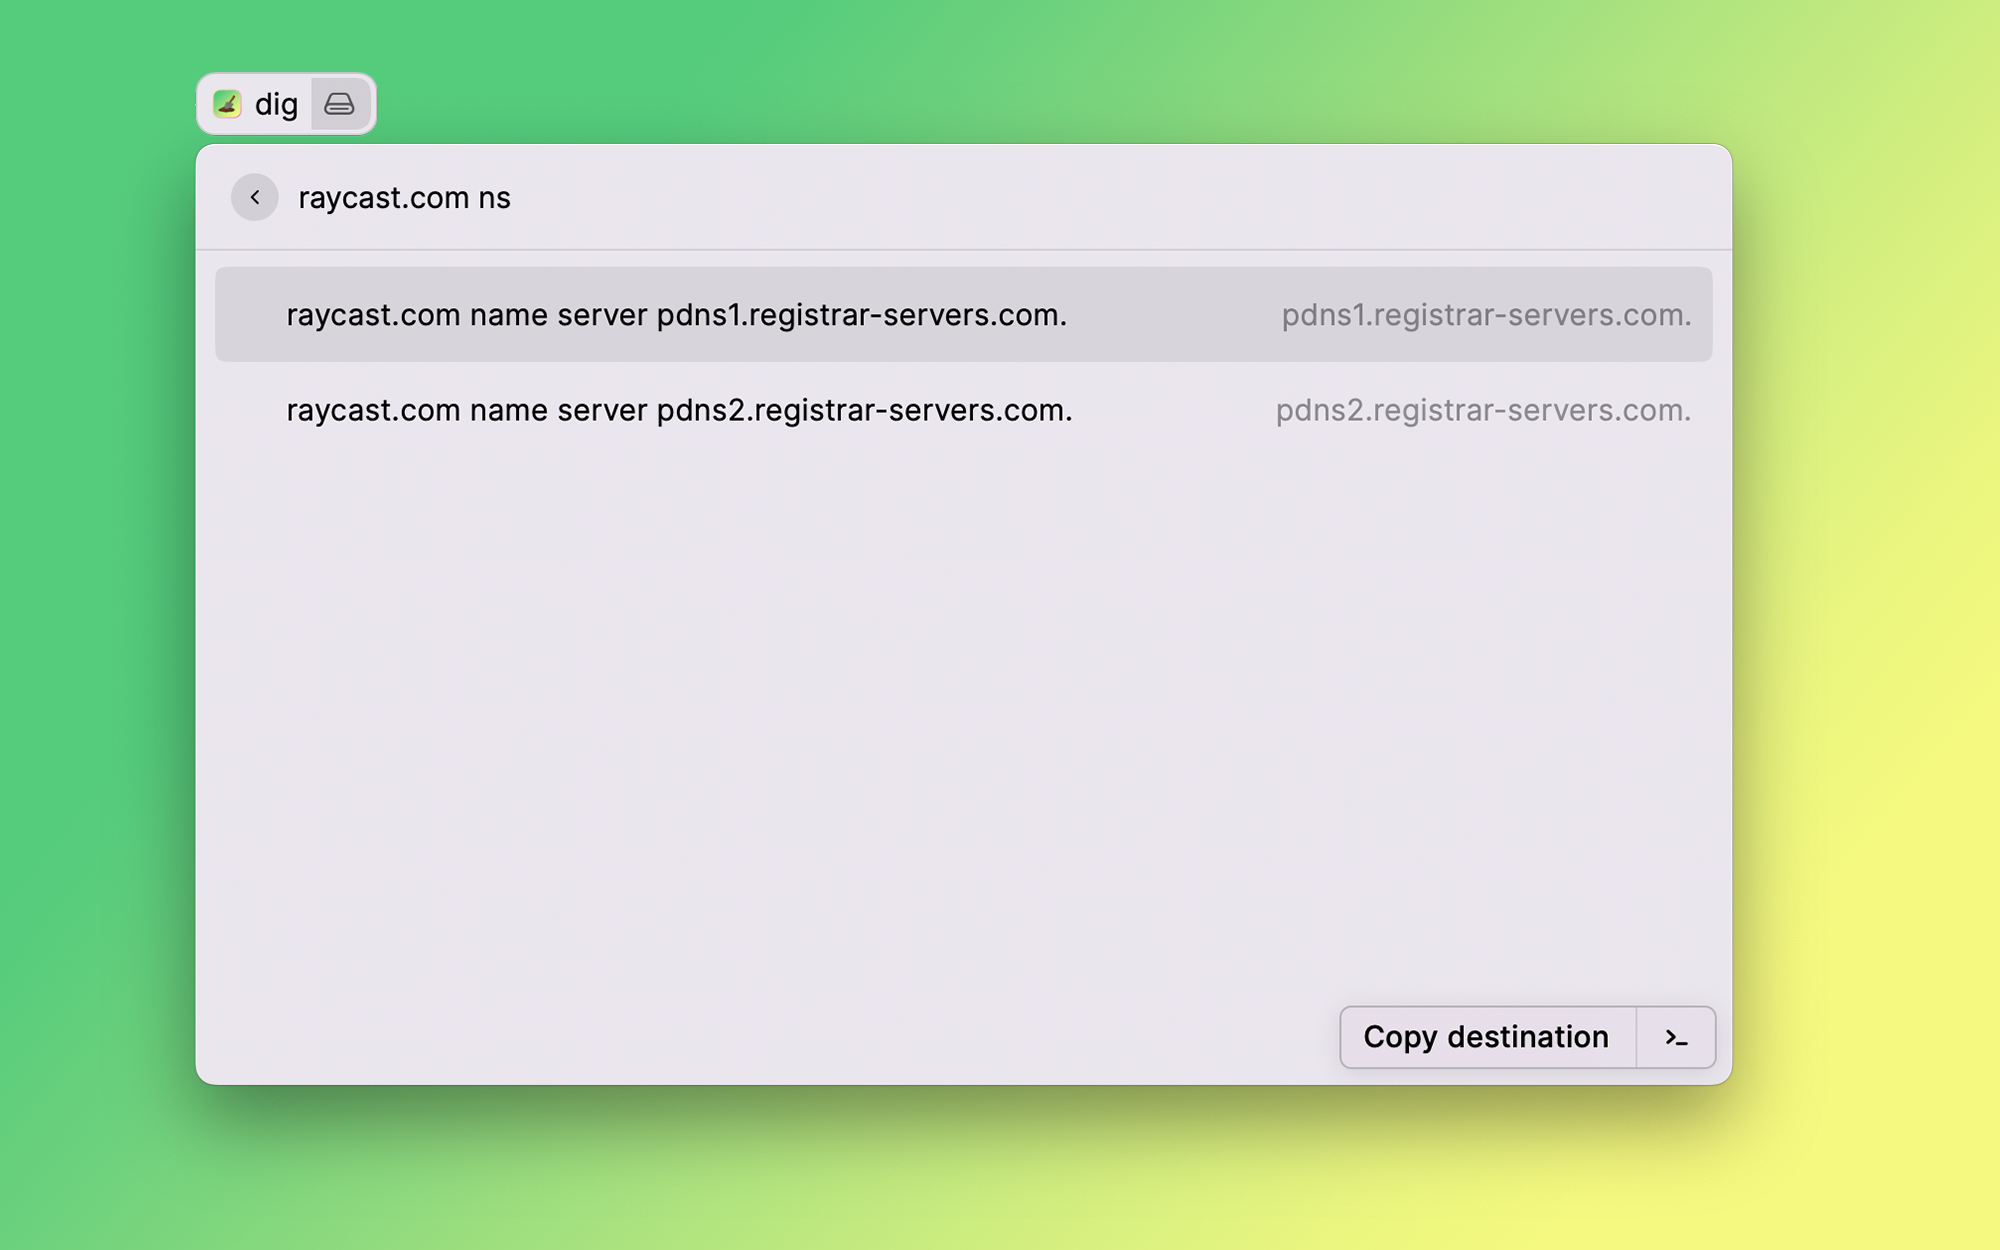 dig
raycast.com ns
raycast.com name server pdns1.registrar-servers.com. pdns1.registrar-servers.com.
raycast.com name server pdns2.registrar-servers.com. pdns2.registrar-servers.com.
Copy destination >_